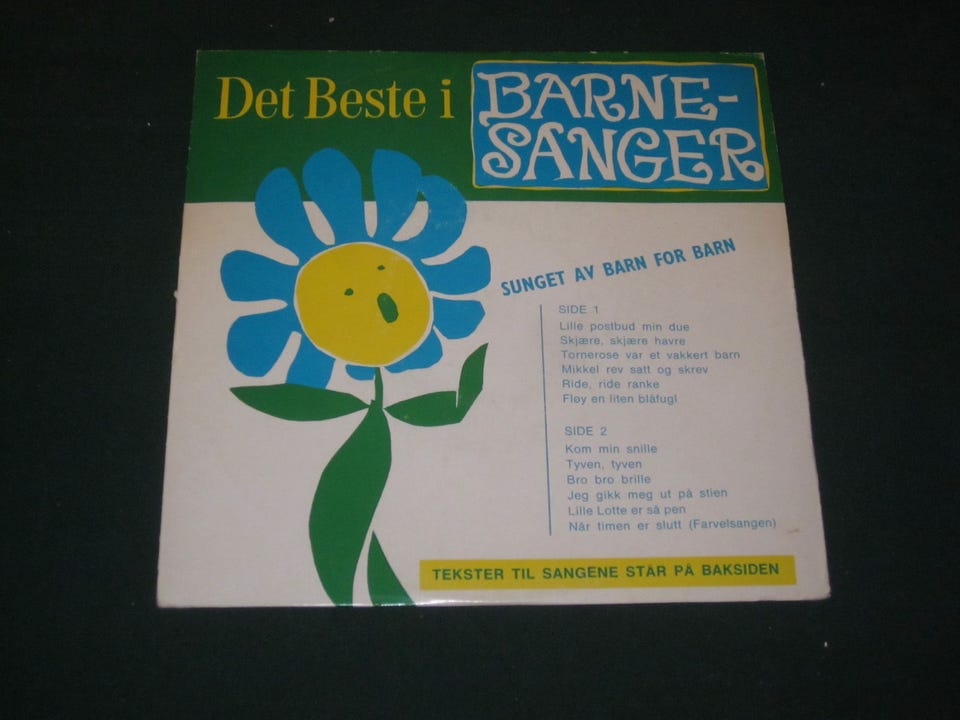 Det Beste i
BARNE-
SANGER
SUNGET AV BARN FOR BARN
SIDE 1
Lille postbud min due
Skjære, skjære havre
Tornerose var et vakkert barn
Mikkel rev satt og skrev
Ride, ride ranke
Fløy en liten blåfugl
SIDE 2
Kom min snille
Tyven, tyven
Bro bro brille
Jeg gikk meg ut på stien
Lille Lotte er så pen
Når timen er slutt (Farvelsangen)
TEKSTER TIL SANGENE STÅR PÅ BAKSIDEN